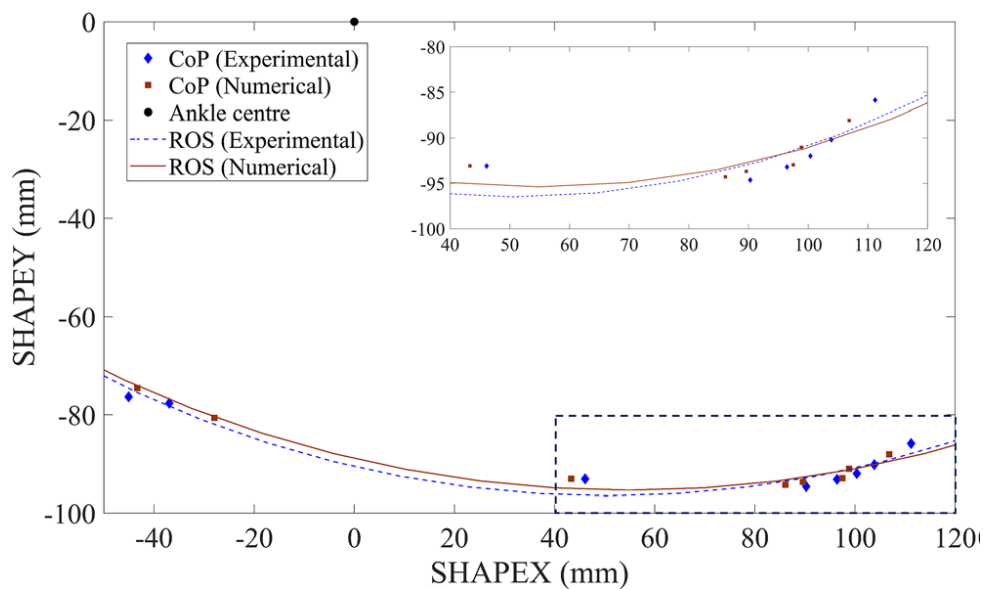 0
-20
-40
-60
-80
-100
SHAPEY (mm)
CoP (Experimental)
CoP (Numerical)
Ankle centre
ROS (Experimental)
ROS (Numerical)
-80
-85
-90
-95
-100
40 50 60 70 80 90 100 110 120
-40 -20 0 20 40 60 80 100 120
SHAPEX (mm)